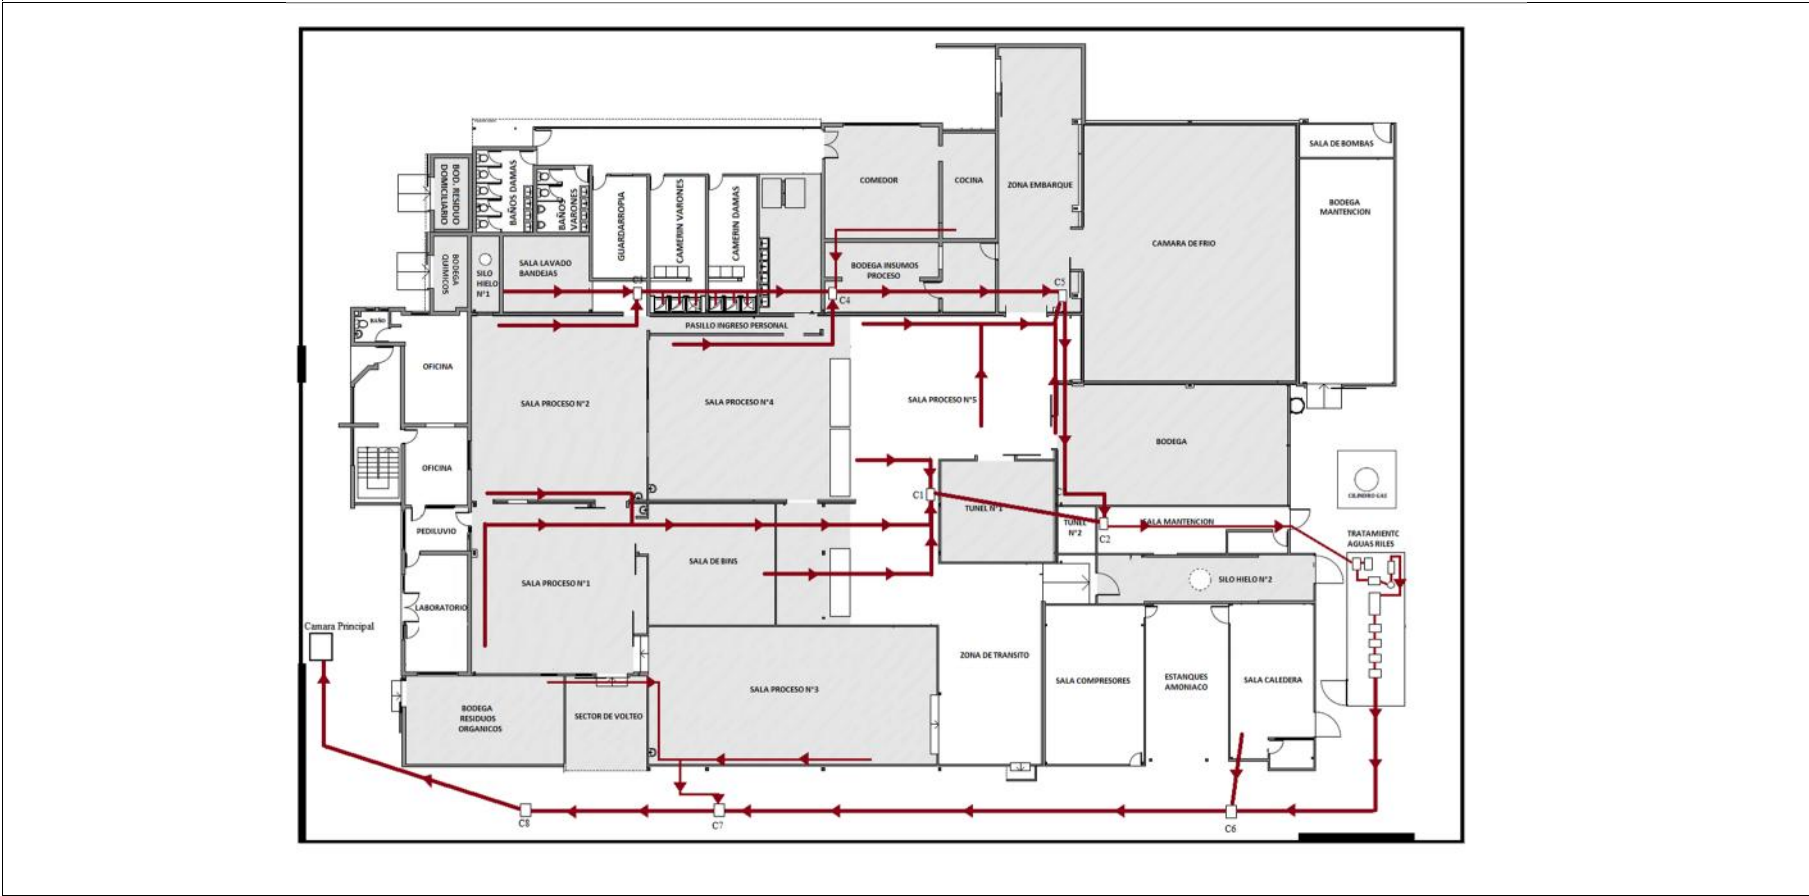 ZONA EMBARQUE
SALA DE BOMBAS
BODEGA
MANTENCION
COMEDOR
COCINA
CAMARA DE FRIO
BOD. RESIDUO
DOMICILIARIO
BAÑOS DAMAS
BAÑOS
VARONES
GUARDARROPIA
CAMERIN VARONES
CAMERIN DAMAS
BODEGA
QUIMICOS
SILO
HIELO
N°1
SALA LAVADO
BANDEJAS
BODEGA INSUMOS
PROCESO
C3
C4
C5
BAÑO
PASILLO INGRESO PERSONAL
OFICINA
SALA PROCESO N°2
SALA PROCESO N°4
SALA PROCESO N°5
BODEGA
OFICINA
CILINDRO GAS
C1
PEDILUVIO
TUNEL N°1
TUNEL
N°2
SALA MANTENCION
C2
TRATAMIENTC
AGUAS RILES
SALA DE BINS
SALA PROCESO N°1
SILO HIELO N°2
LABORATORIO
Camara Principal
ZONA DE TRANSITO
SALA COMPRESORES
ESTANQUES
AMONIACO
SALA CALEDERA
SALA PROCESO N°3
BODEGA
RESIDUOS
ORGANICOS
SECTOR DE VOLTEO
C8
C7
C6